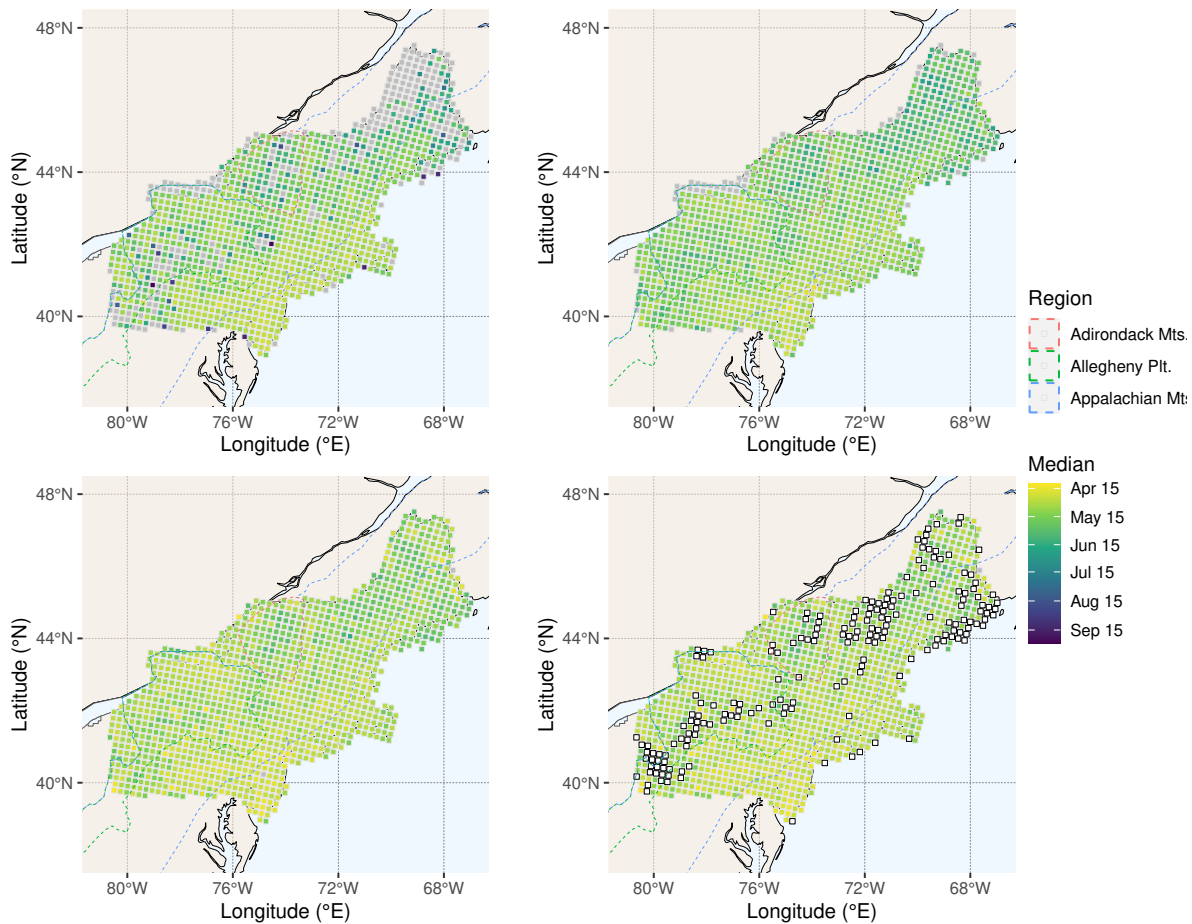 48°N
44°N
40°N
80°W 76°W 72°W 68°W
Longitude (°E)
Latitude (°N)
48°N
44°N
40°N
80°W 76°W 72°W 68°W
Longitude (°E)
Latitude (°N)
48°N
44°N
40°N
80°W 76°W 72°W 68°W
Longitude (°E)
Latitude (°N)
48°N
44°N
40°N
80°W 76°W 72°W 68°W
Longitude (°E)
Latitude (°N)
Region
Adirondack Mts.
Allegheny Plt.
Appalachian Mts
Median
Apr 15
May 15
Jun 15
Jul 15
Aug 15
Sep 15